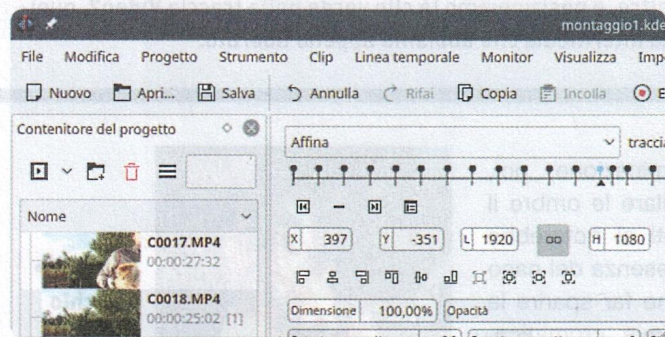 montaggio1.kde
File Modifica Progetto Strumento Clip Linea temporale Monitor Visualizza Imp
Nuovo Apri... Salva Annulla Rifai Copia Incolla E
Contenitore del progetto
Affina traccia
Nome
X 397 Y -351 L 1920 H 1080
C0017.MP4
00:00:27:32
C0018.MP4
00:00:25:02 [1]
Dimensione 100,00% Opacità